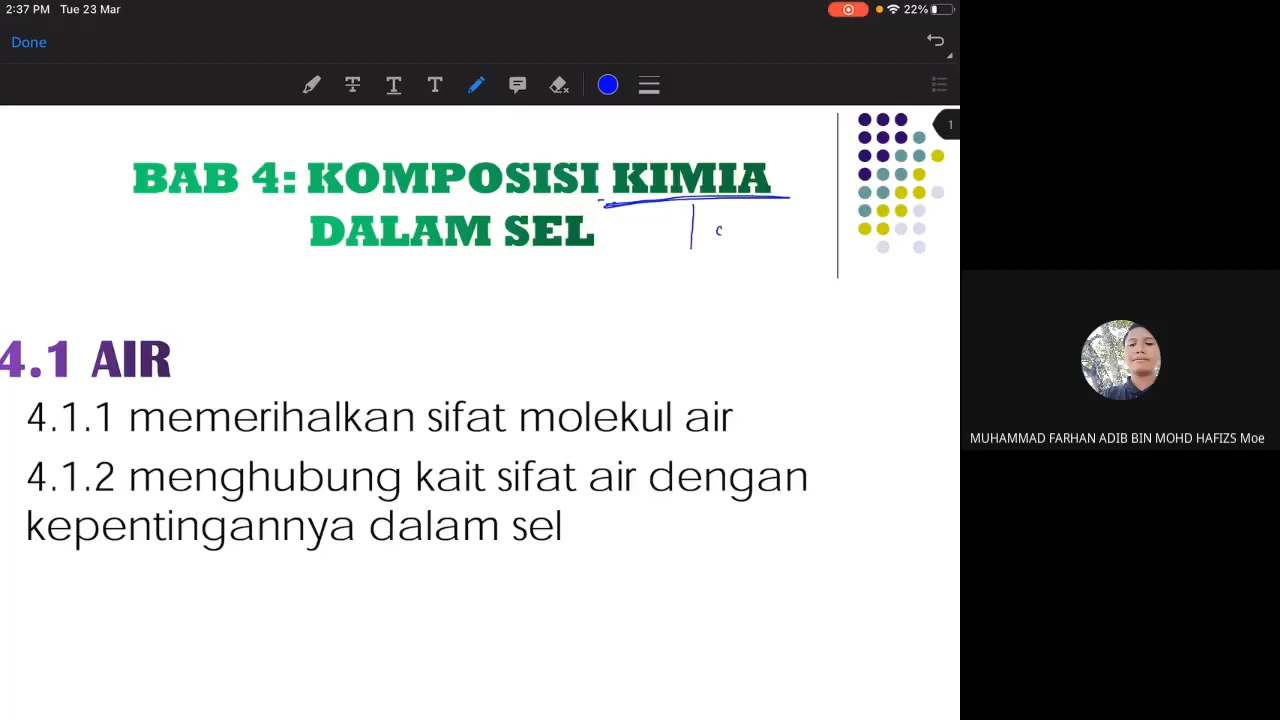 2:37 PM Tue 23 Mar
22%
Done
T T T
1
BAB 4: KOMPOSISI KIMIA
DALAM SEL
4.1 AIR
4.1.1 memerihalkan sifat molekul air
4.1.2 menghubung kait sifat air dengan
kepentingannya dalam sel
MUHAMMAD FARHAN ADIB BIN MOHD HAFIZS Moe